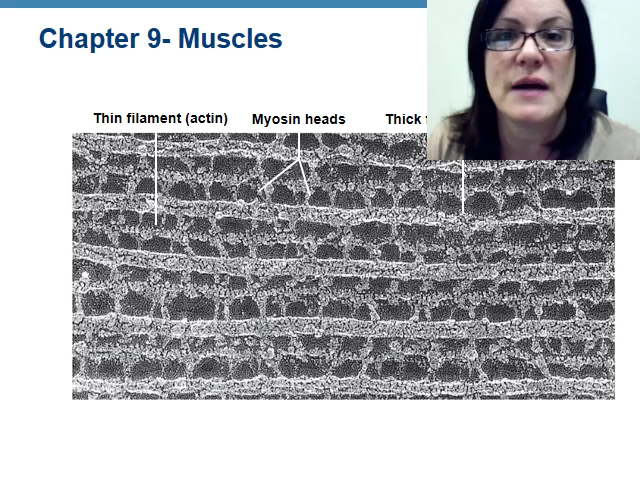 Chapter 9- Muscles
Thin filament (actin) Myosin heads Thick